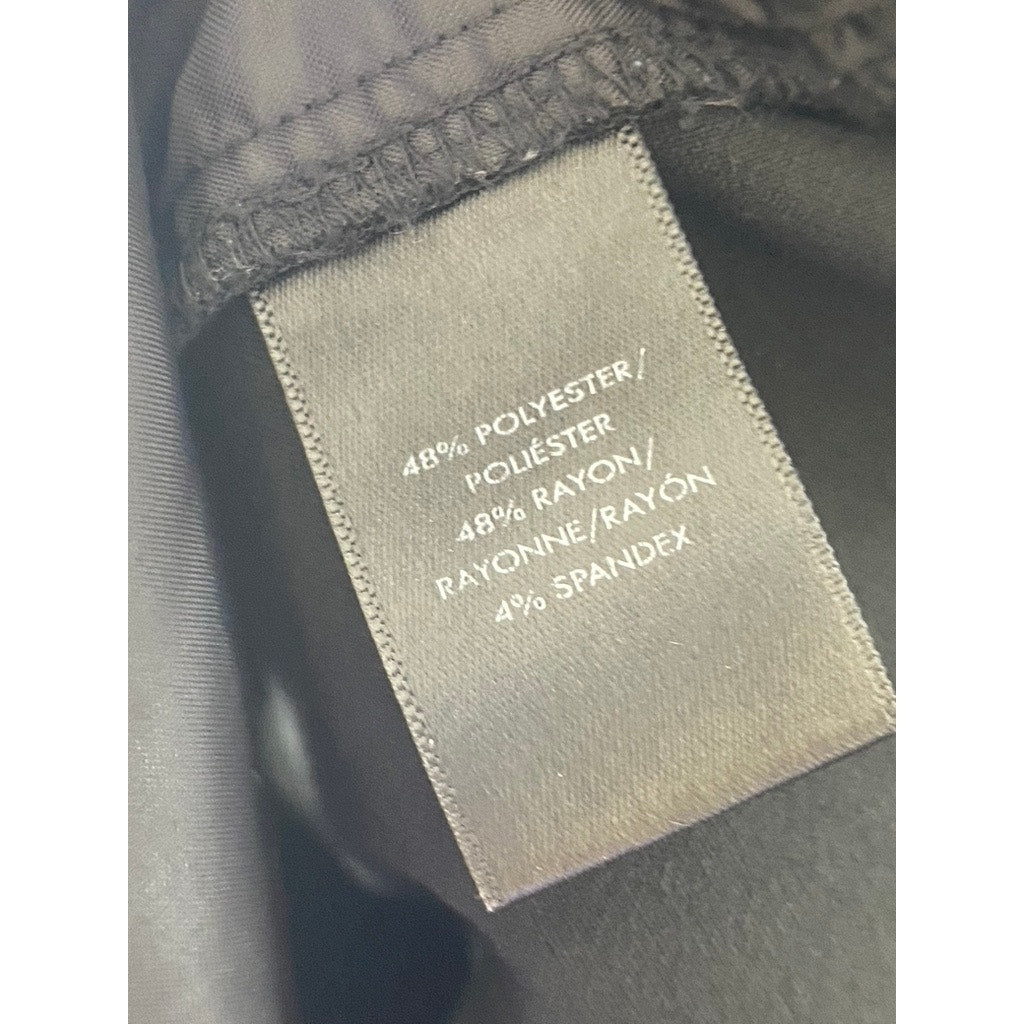 48% POLYESTER/
POLIÉSTER
48% RAYON/
RAYONNE/RAYÓN
4% SPANDEX